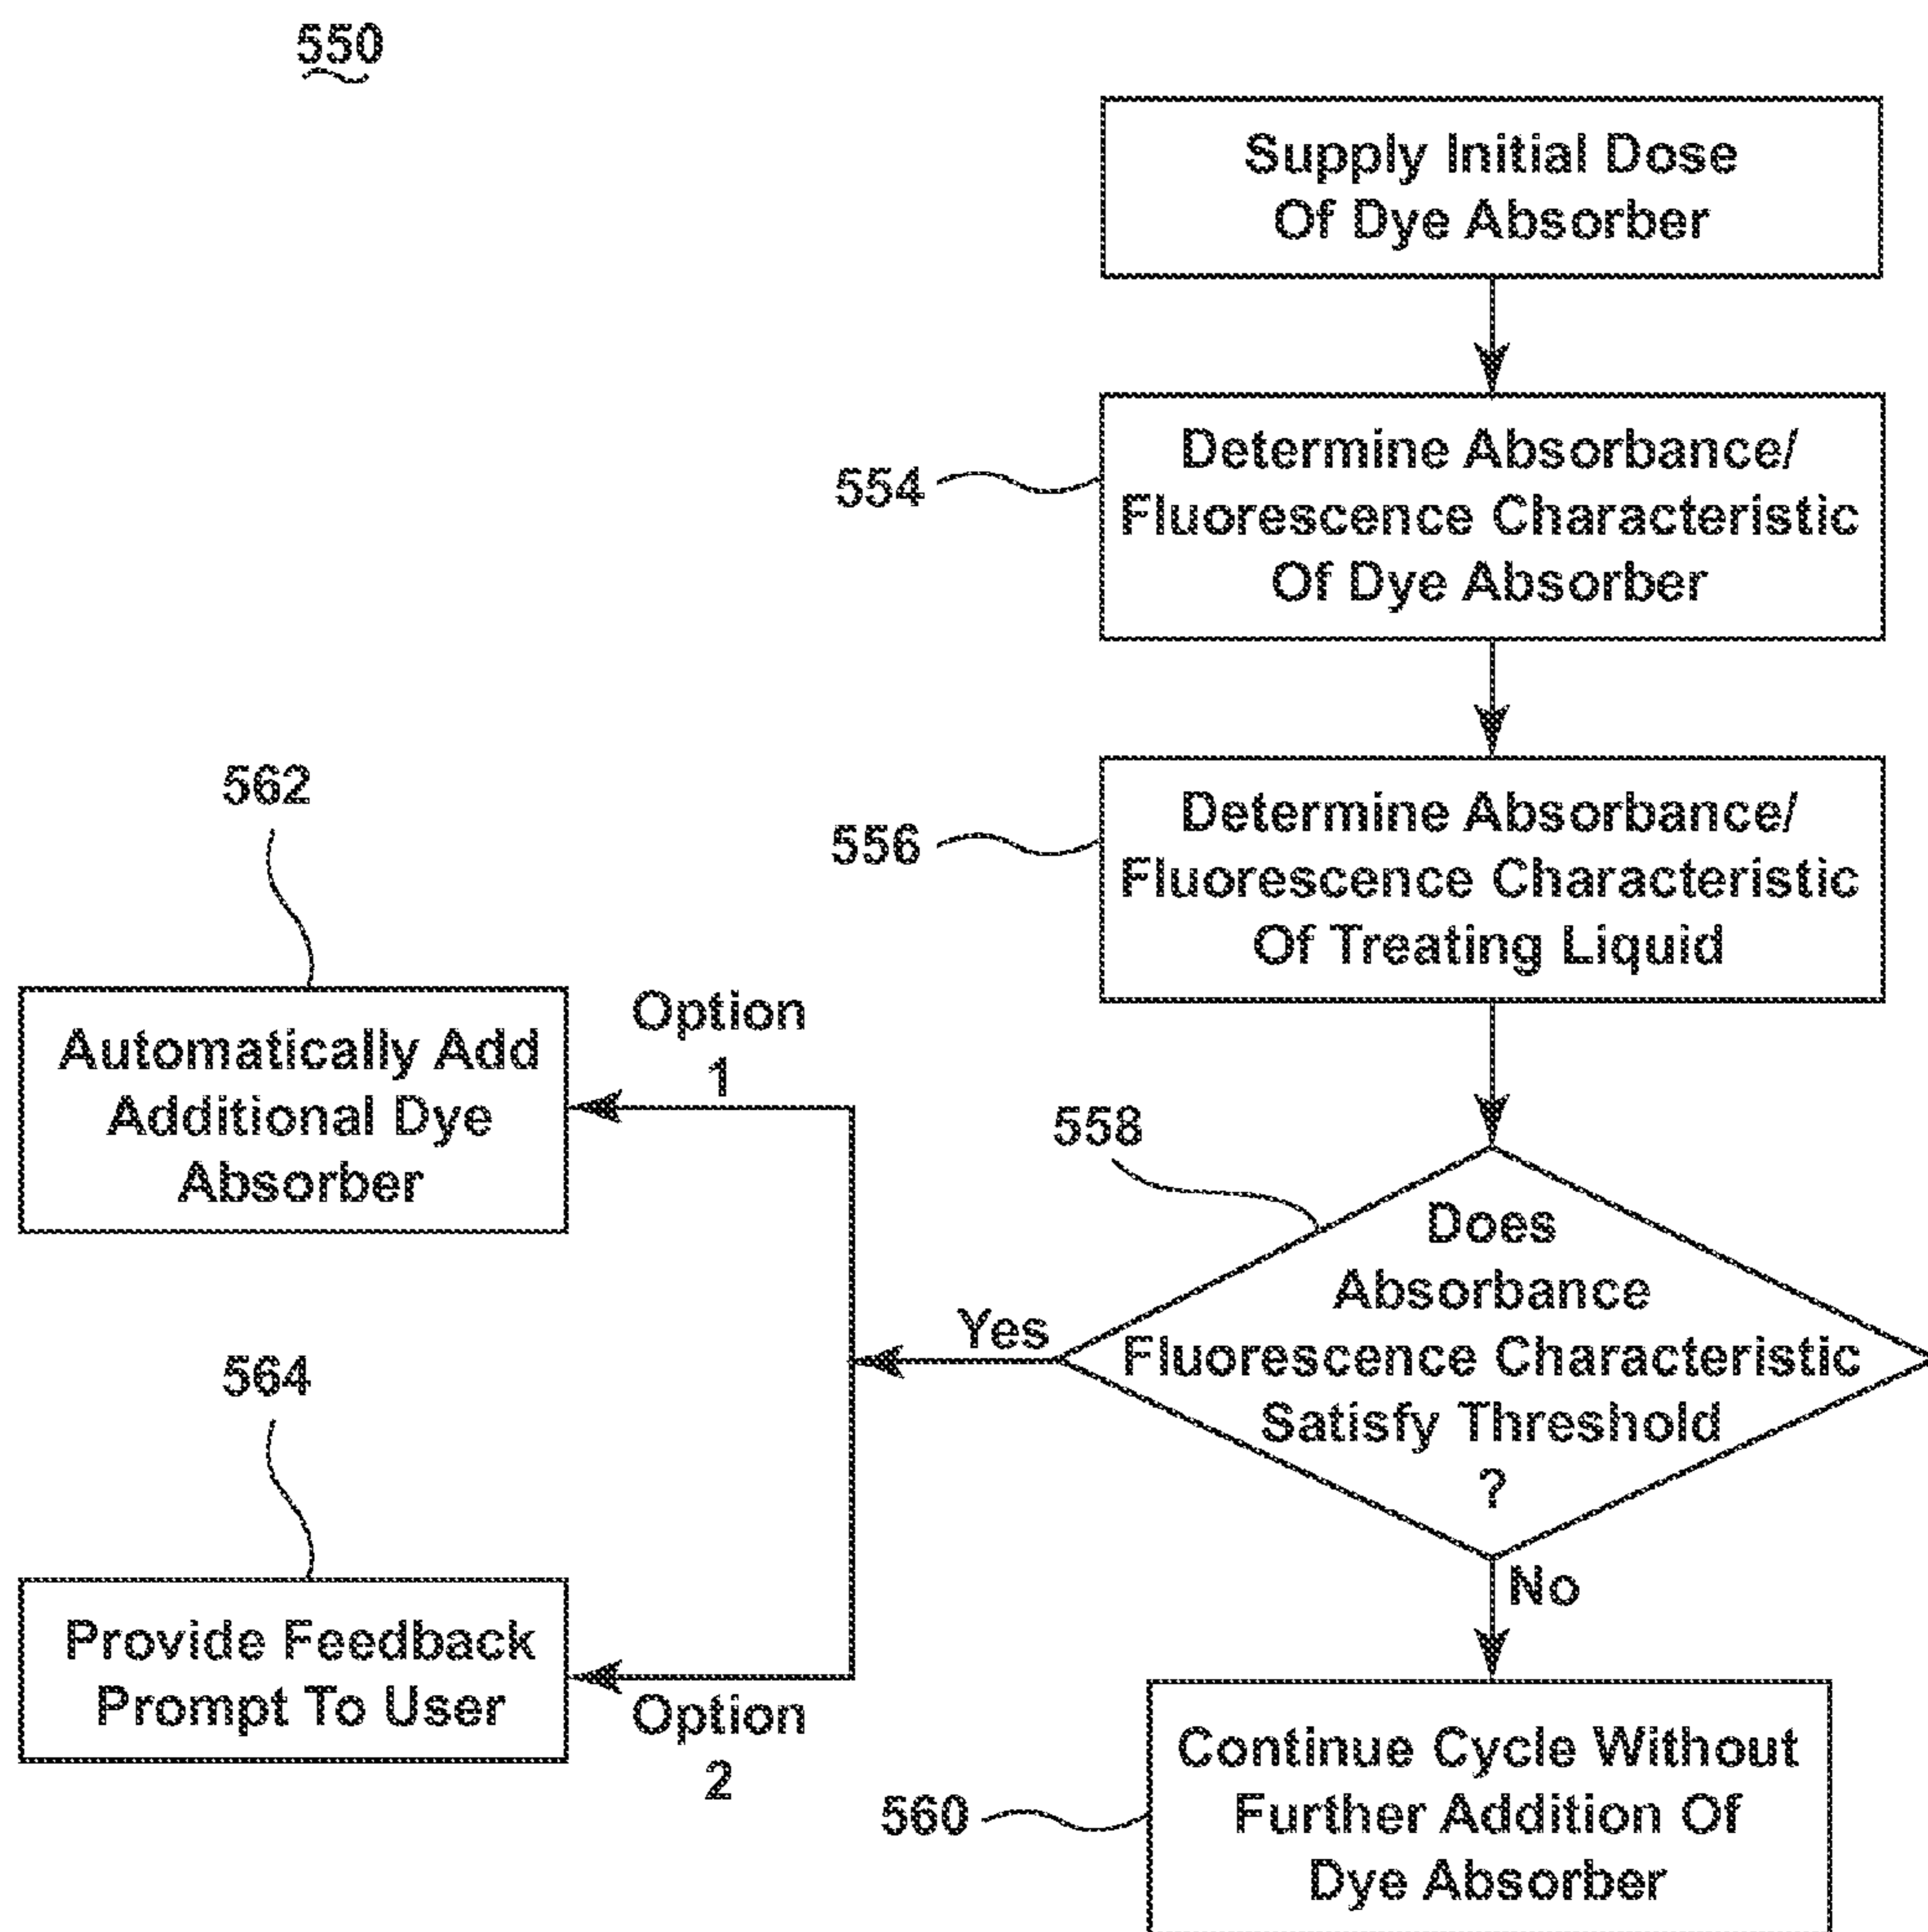 550
Supply Initial Dose
Of Dye Absorber
554
Determine Absorbance/
Fluorescence Characteristic
Of Dye Absorber
556
Determine Absorbance/
Fluorescence Characteristic
Of Treating Liquid
558
Does
Absorbance
Fluorescence Characteristic
Satisfy Threshold
?
Yes
No
Option
1
562
Automatically Add
Additional Dye
Absorber
564
Provide Feedback
Prompt To User
Option
2
560
Continue Cycle Without
Further Addition Of
Dye Absorber